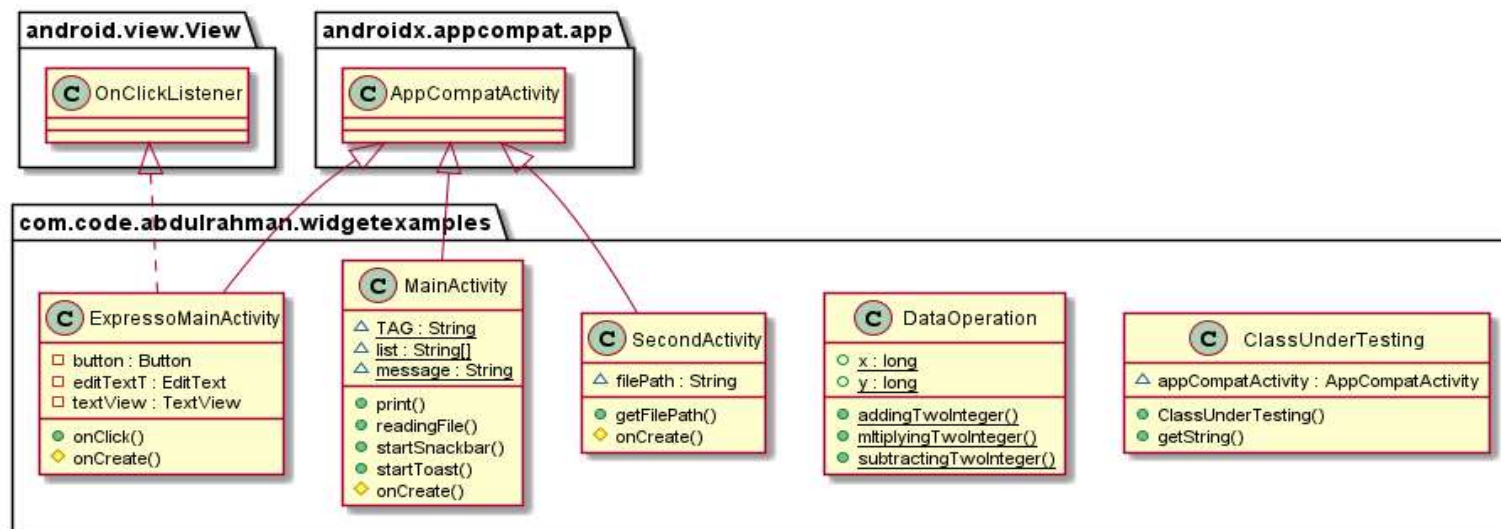 android.view.View
C OnClickListener
androidx.appcompat.app
C AppCompatActivity
com.code.abdulrahman.widgetexamples
C ExpressoMainActivity
button : Button
editTextT : EditText
textView : TextView
onClick()
onCreate()
C MainActivity
TAG : String
list : String[]
message : String
print()
readingFile()
startSnackbar()
startToast()
onCreate()
C SecondActivity
filePath : String
getFilePath()
onCreate()
C DataOperation
x : long
y : long
addingTwoInteger()
mltiplyingTwoInteger()
subtractingTwoInteger()
C ClassUnderTesting
appCompatActivity : AppCompatActivity
ClassUnderTesting()
getString()